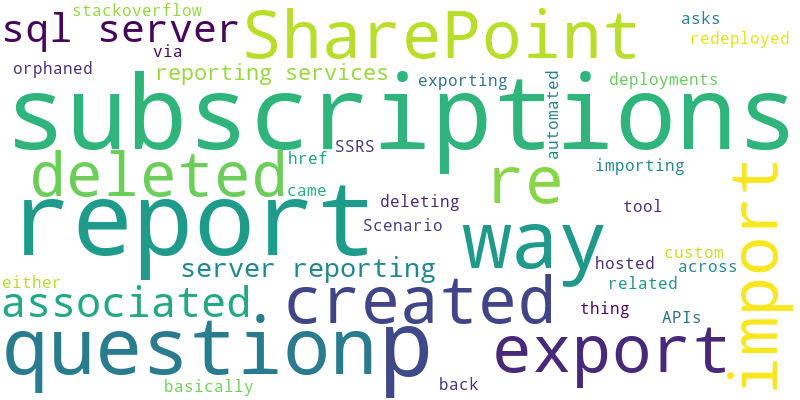 stackoverflow
sql server
SharePoint
asks
via
redeployed
orphaned
reporting services
exporting
automated
deployments
subscriptions
SSRS
deleted
href
re
importing
import
came
report
deleting
tool
Scenario
way
custom
server reporting
hosted
across
either
related
associated
created
thing
APIs
question
p
export
basically
back